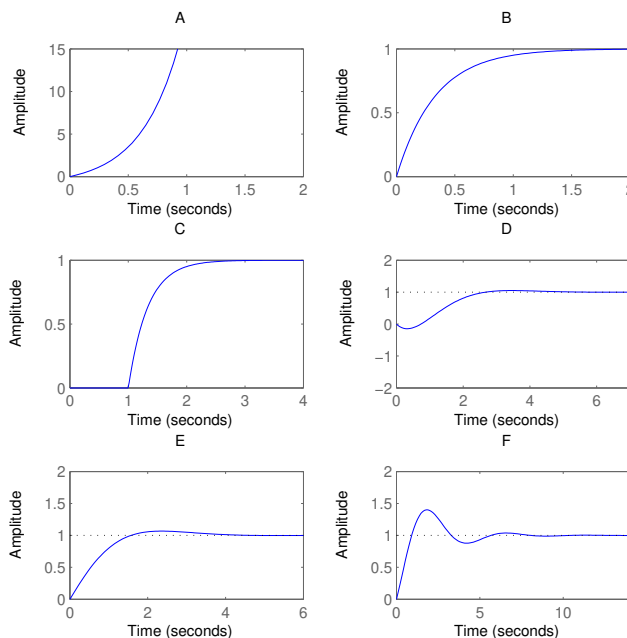 A
15
10
5
0
0 0.5 1 1.5 2
Amplitude
Time (seconds)
B
1
0.5
0
0 0.5 1 1.5 2
Amplitude
Time (seconds)
C
1
0.5
0
0 1 2 3 4
Amplitude
Time (seconds)
D
2
1
0
−1
−2
0 2 4 6
Amplitude
Time (seconds)
E
2
1.5
1
0.5
0
0 2 4 6
Amplitude
Time (seconds)
F
2
1.5
1
0.5
0
0 5 10
Amplitude
Time (seconds)